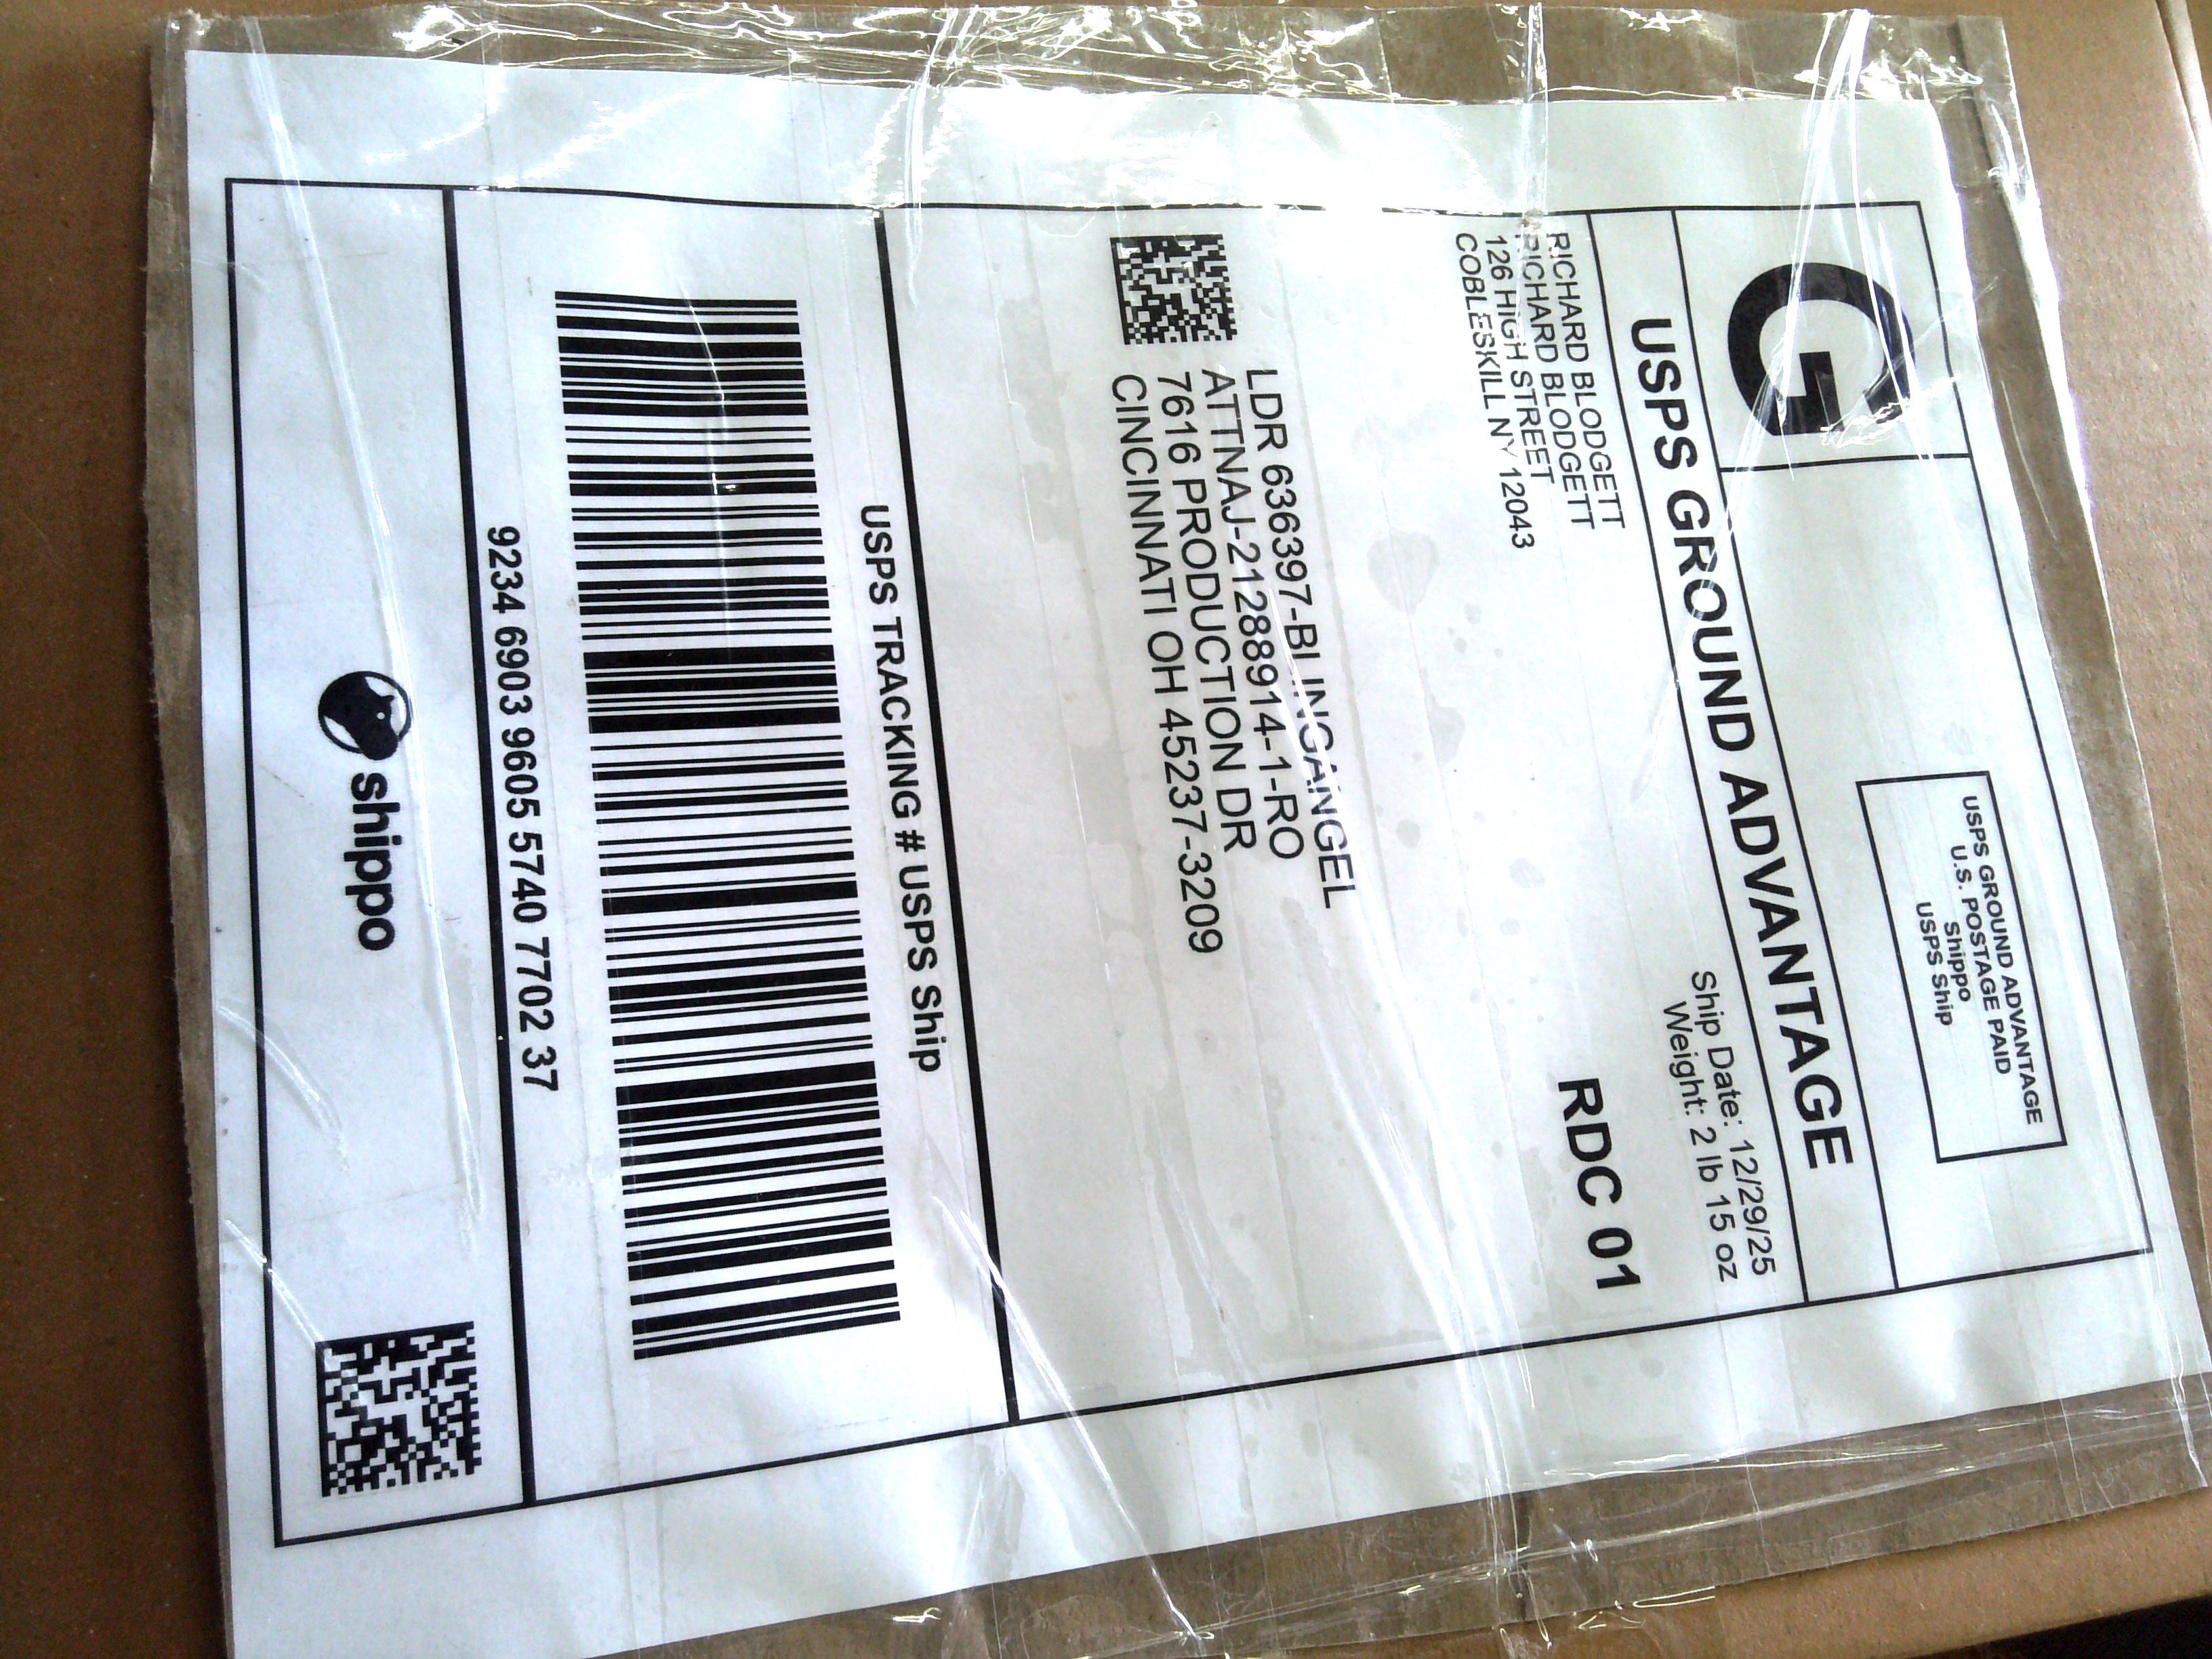 G
USPS GROUND ADVANTAGE
U.S. POSTAGE PAID
Shippo
USPS Ship
USPS GROUND ADVANTAGE
RICHARD BLODGETT
RICHARD BLODGETT
126 HIGH STREET
COBLESKILL NY 12043
Ship Date: 12/29/25
Weight: 2 lb 15 oz
RDC 01
LDR 636397-BLINGANGEL
ATTNAJ-21288914-1-RO
7616 PRODUCTION DR
CINCINNATI OH 45237-3209
USPS TRACKING # USPS Ship
9234 6903 9605 5740 7702 37
shippo